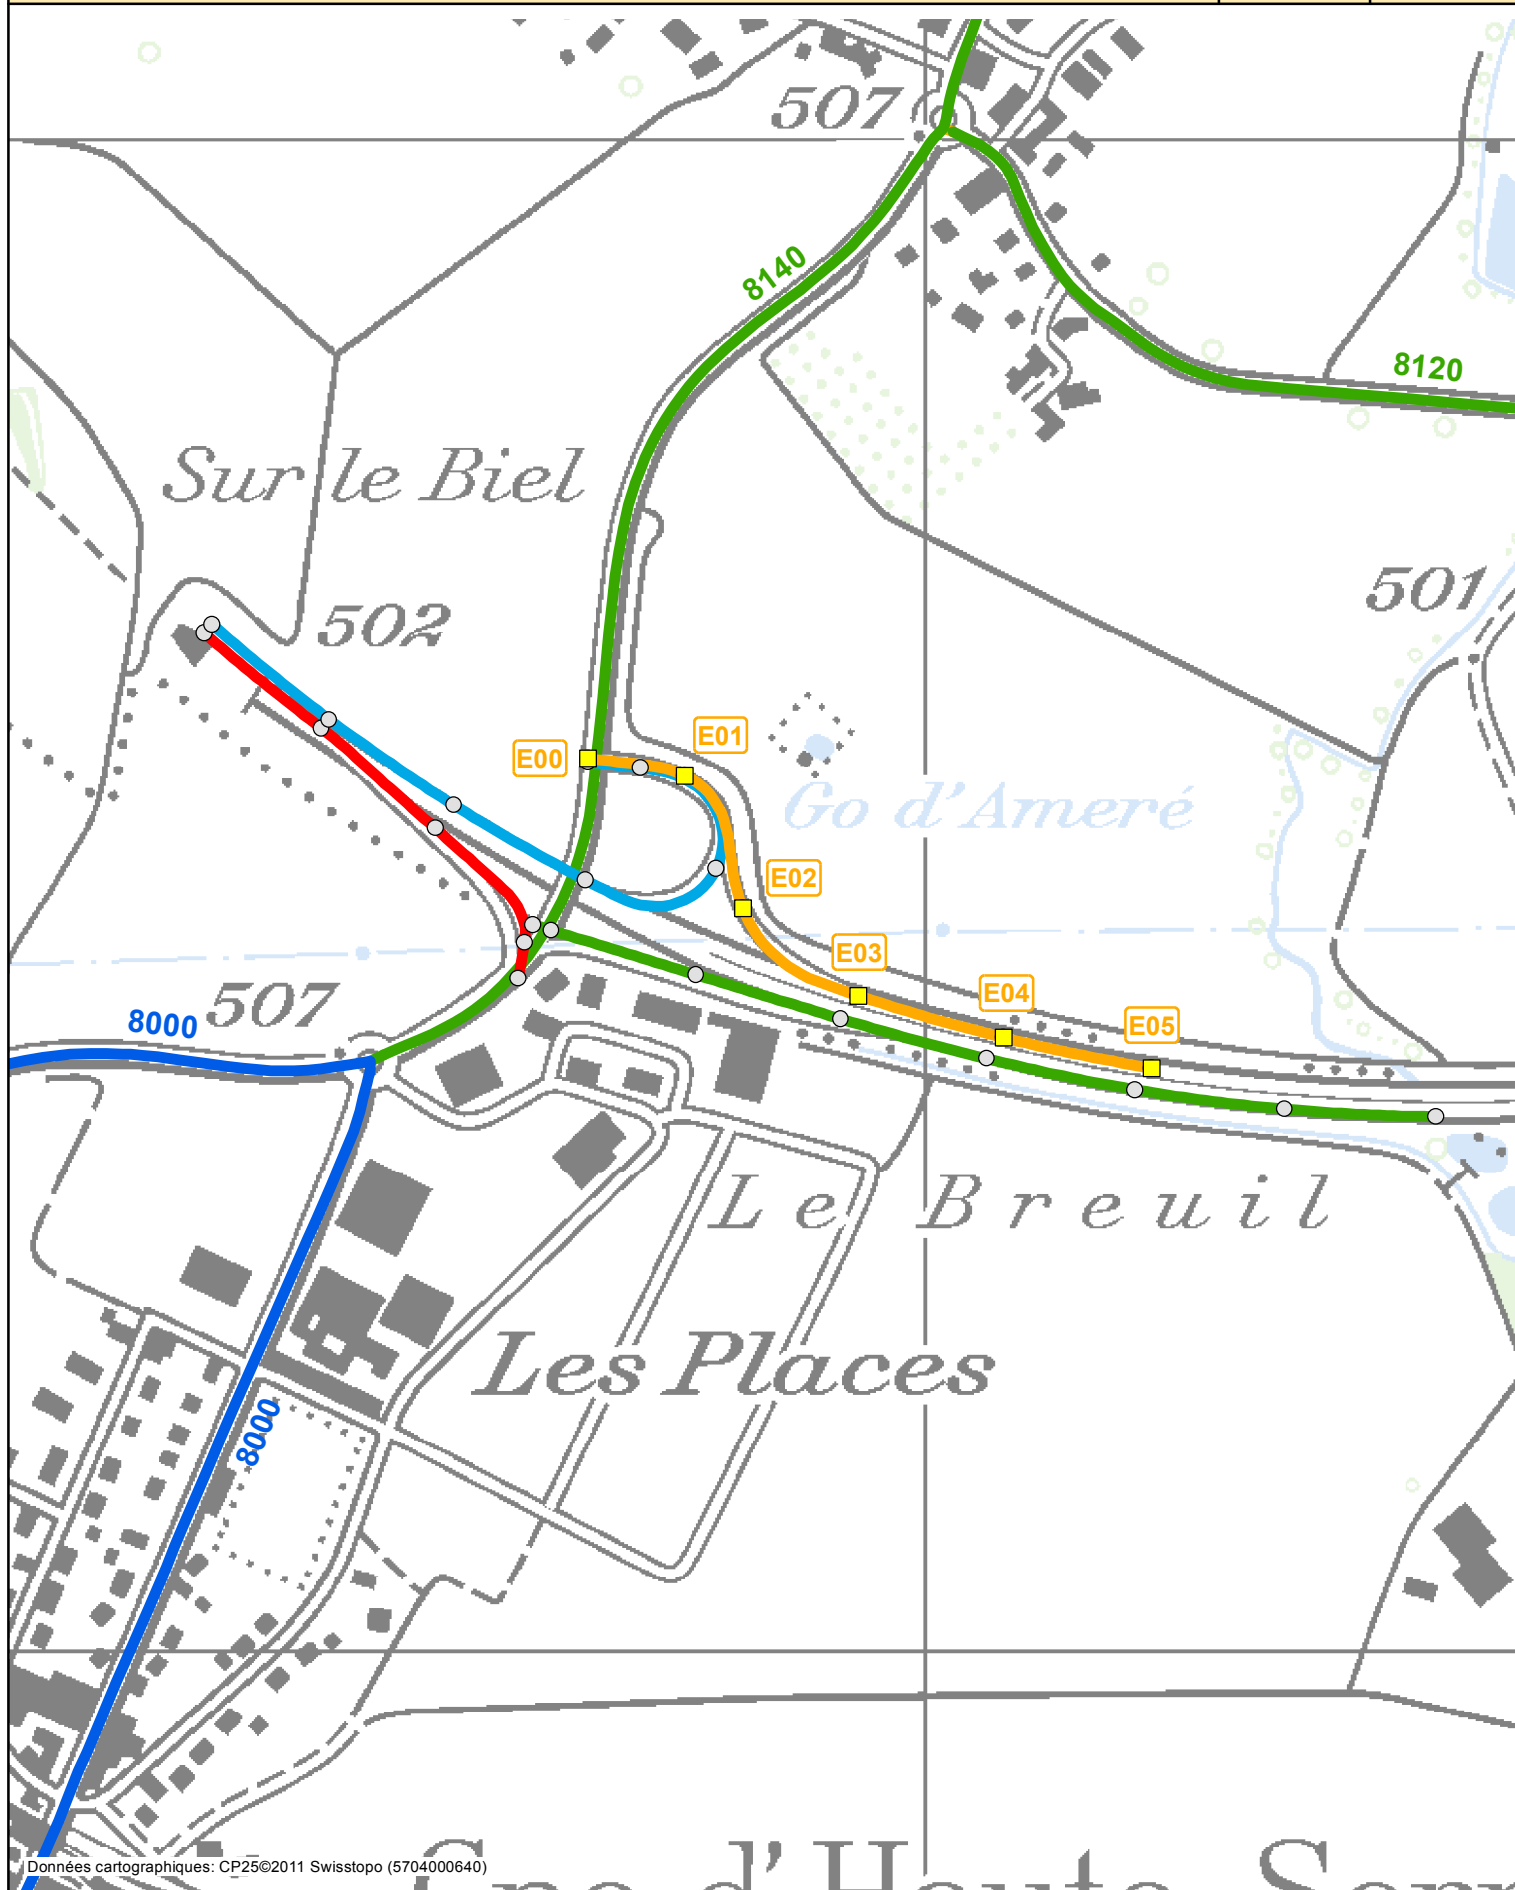 507
8140
8120
Sur le Biel
501
502
E01
E00
Go d'Ameré
E02
E03
E04
507
8000
E05
Le Breuil
Les Places
8000
d'Haute
Données cartographiques: CP25©2011 Swisstopo (5704000640)